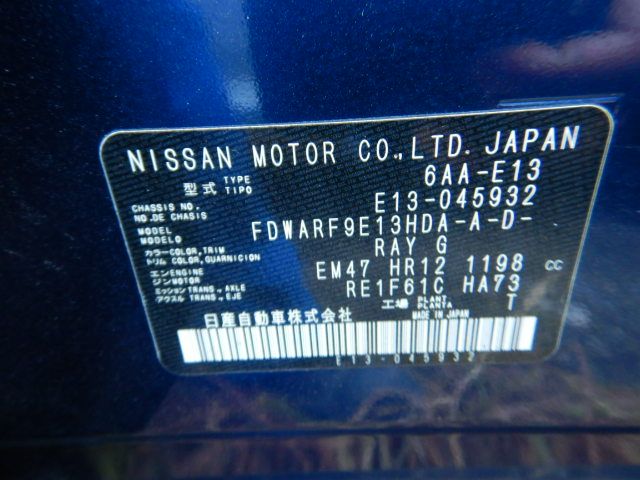 NISSAN MOTOR CO.,LTD. JAPAN
型式 TYPE TIPO 6AA-E13
CHASSIS NO. NO.DE CHASSIS E13-045932
MODEL MODELO FDWARF9E13HDA-A-D-
カラー COLOR, TRIM トリム COLOR, GUARNICION RAY G
エンジン ENGINE MOTOR EM47 HR12 1198 CC
ミッション TRANS., AXLE アクスル TRANS., EJE RE1F61C HA73
工場 PLANT PLANTA T
日産自動車株式会社 MADE IN JAPAN
E13-045932